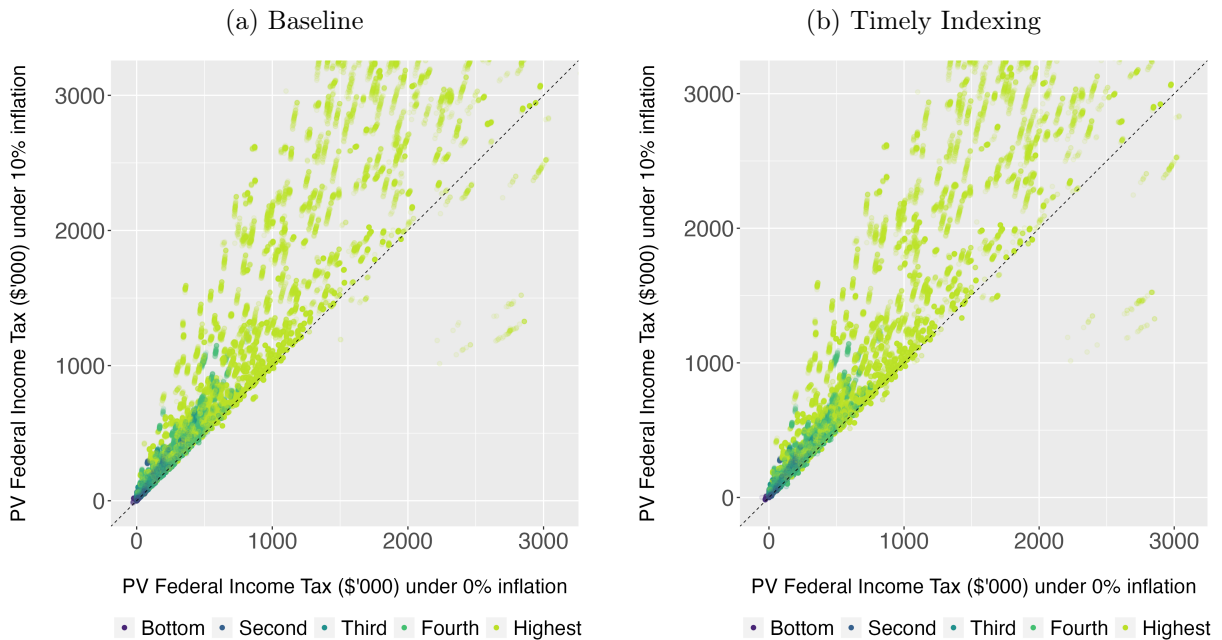 (a) Baseline
PV Federal Income Tax ($'000) under 10% inflation
3000
2000
1000
0
0 1000 2000 3000
PV Federal Income Tax ($'000) under 0% inflation
Bottom Second Third Fourth Highest
(b) Timely Indexing
PV Federal Income Tax ($'000) under 10% inflation
3000
2000
1000
0
0 1000 2000 3000
PV Federal Income Tax ($'000) under 0% inflation
Bottom Second Third Fourth Highest